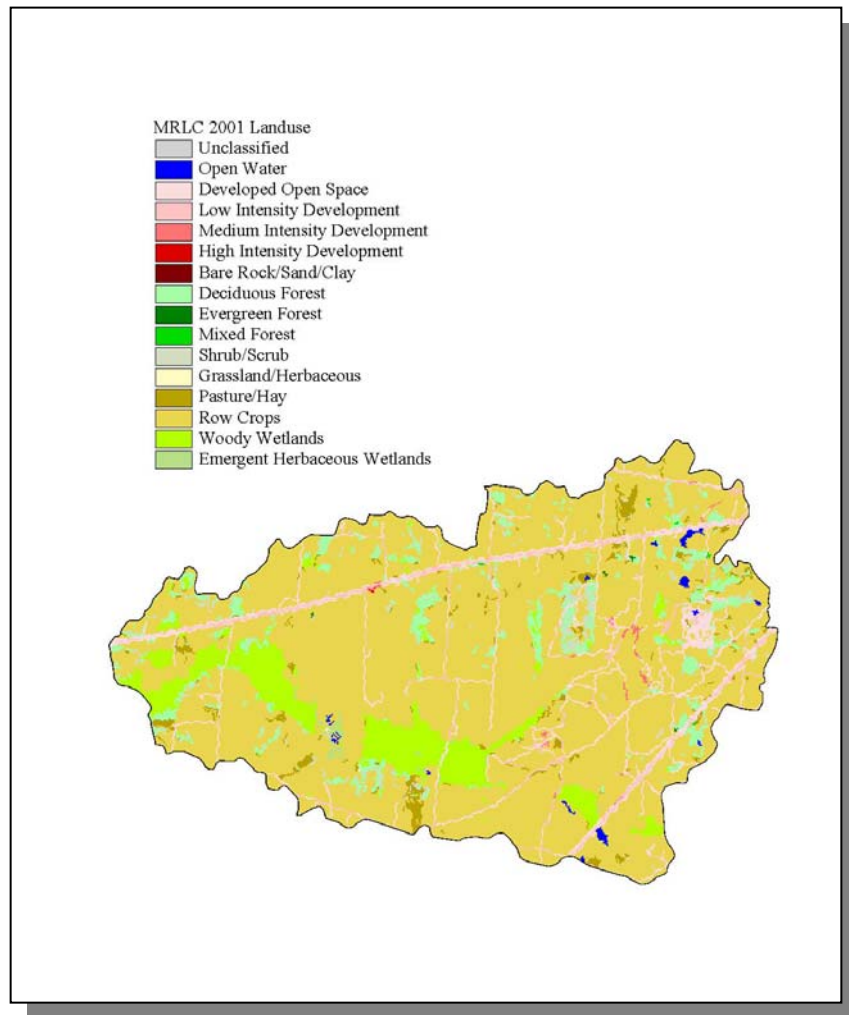 MRLC 2001 Landuse
Unclassified
Open Water
Developed Open Space
Low Intensity Development
Medium Intensity Development
High Intensity Development
Bare Rock/Sand/Clay
Deciduous Forest
Evergreen Forest
Mixed Forest
Shrub/Scrub
Grassland/Herbaceous
Pasture/Hay
Row Crops
Woody Wetlands
Emergent Herbaceous Wetlands